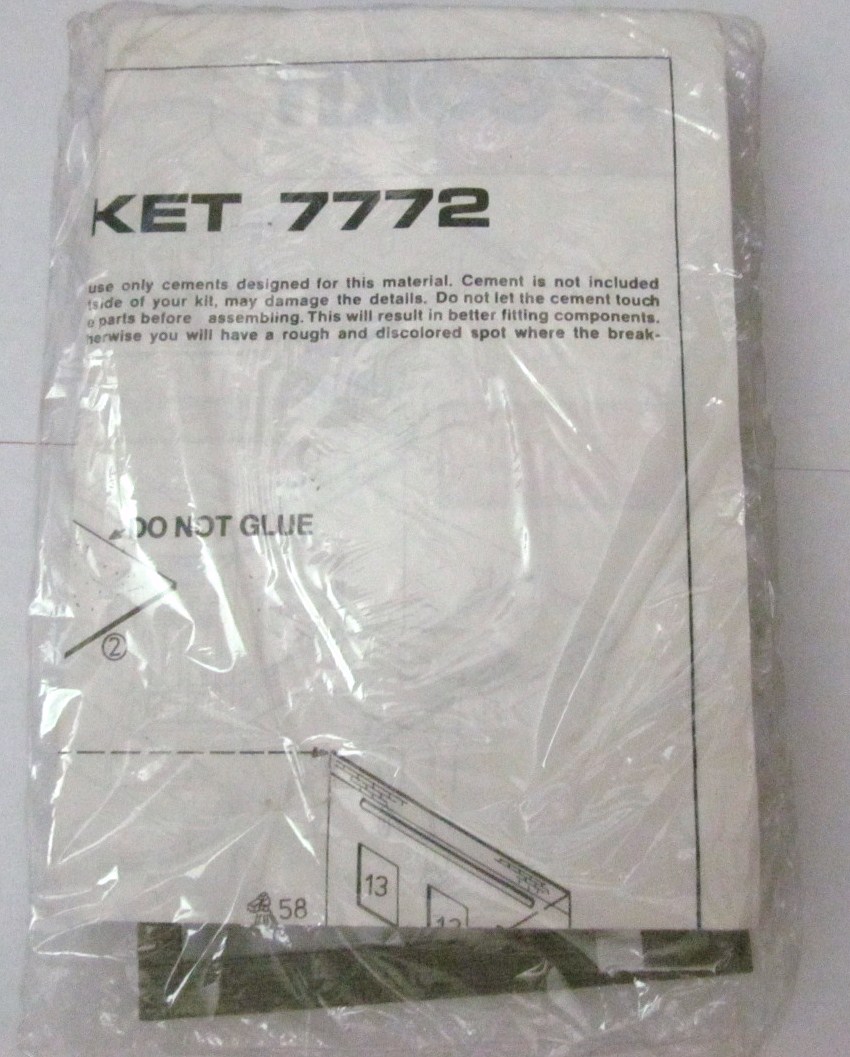 KET 7772
use only cements designed for this material. Cement is not included
side of your kit, may damage the details. Do not let the cement touch
e parts before assembling. This will result in better fitting components.
herwise you will have a rough and discolored spot where the break-
DO NOT GLUE
2
13
58
12